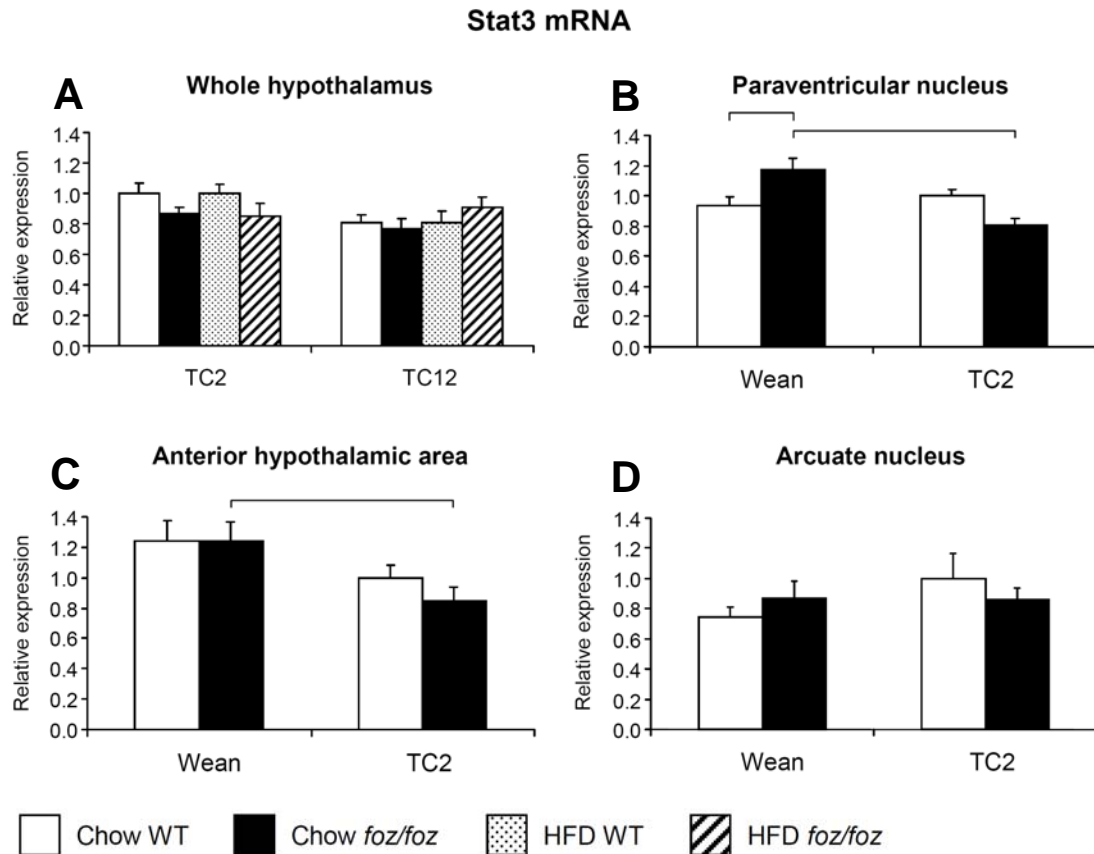 Stat3 mRNA
A
Whole hypothalamus
Relative expression
1.4
1.2
1.0
0.8
0.6
0.4
0.2
0.0
TC2
TC12
B
Paraventricular nucleus
Relative expression
1.4
1.2
1.0
0.8
0.6
0.4
0.2
0.0
Wean
TC2
C
Anterior hypothalamic area
Relative expression
1.4
1.2
1.0
0.8
0.6
0.4
0.2
0.0
Wean
TC2
D
Arcuate nucleus
Relative expression
1.4
1.2
1.0
0.8
0.6
0.4
0.2
0.0
Wean
TC2
Chow WT
Chow foz/foz
HFD WT
HFD foz/foz